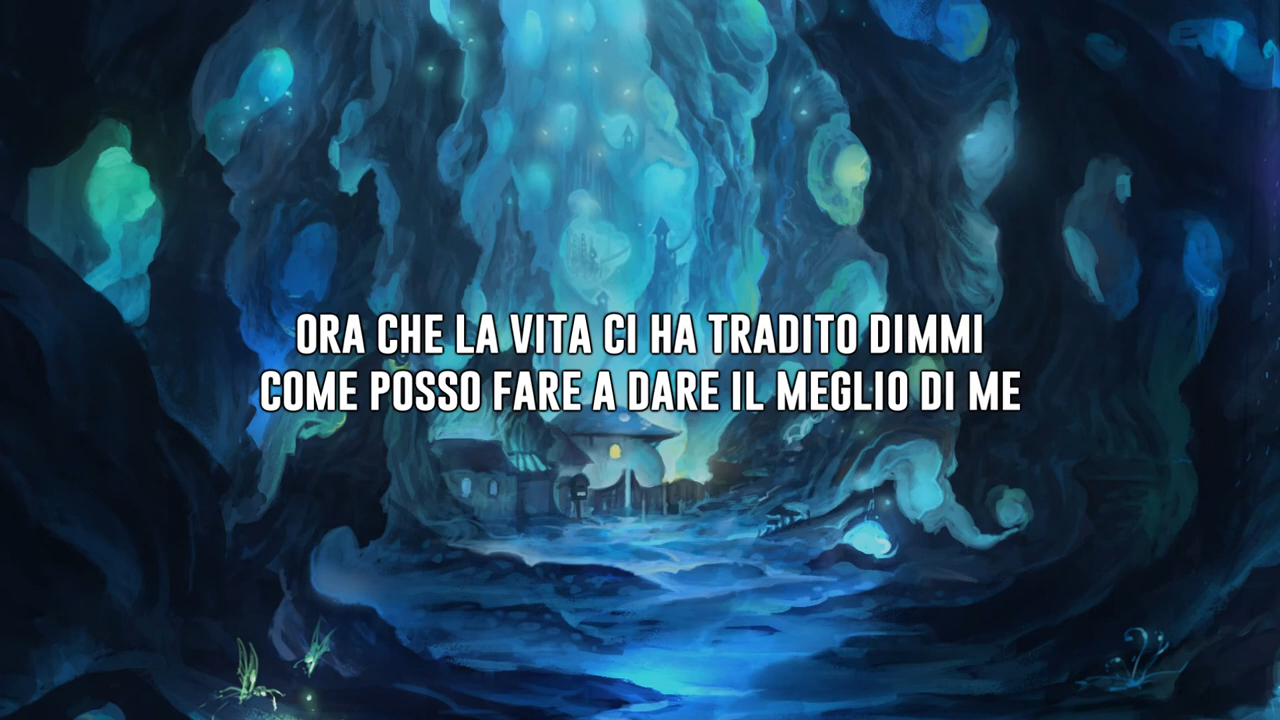 ORA CHE LA VITA CI HA TRADITO DIMMI
COME POSSO FARE A DARE IL MEGLIO DI ME